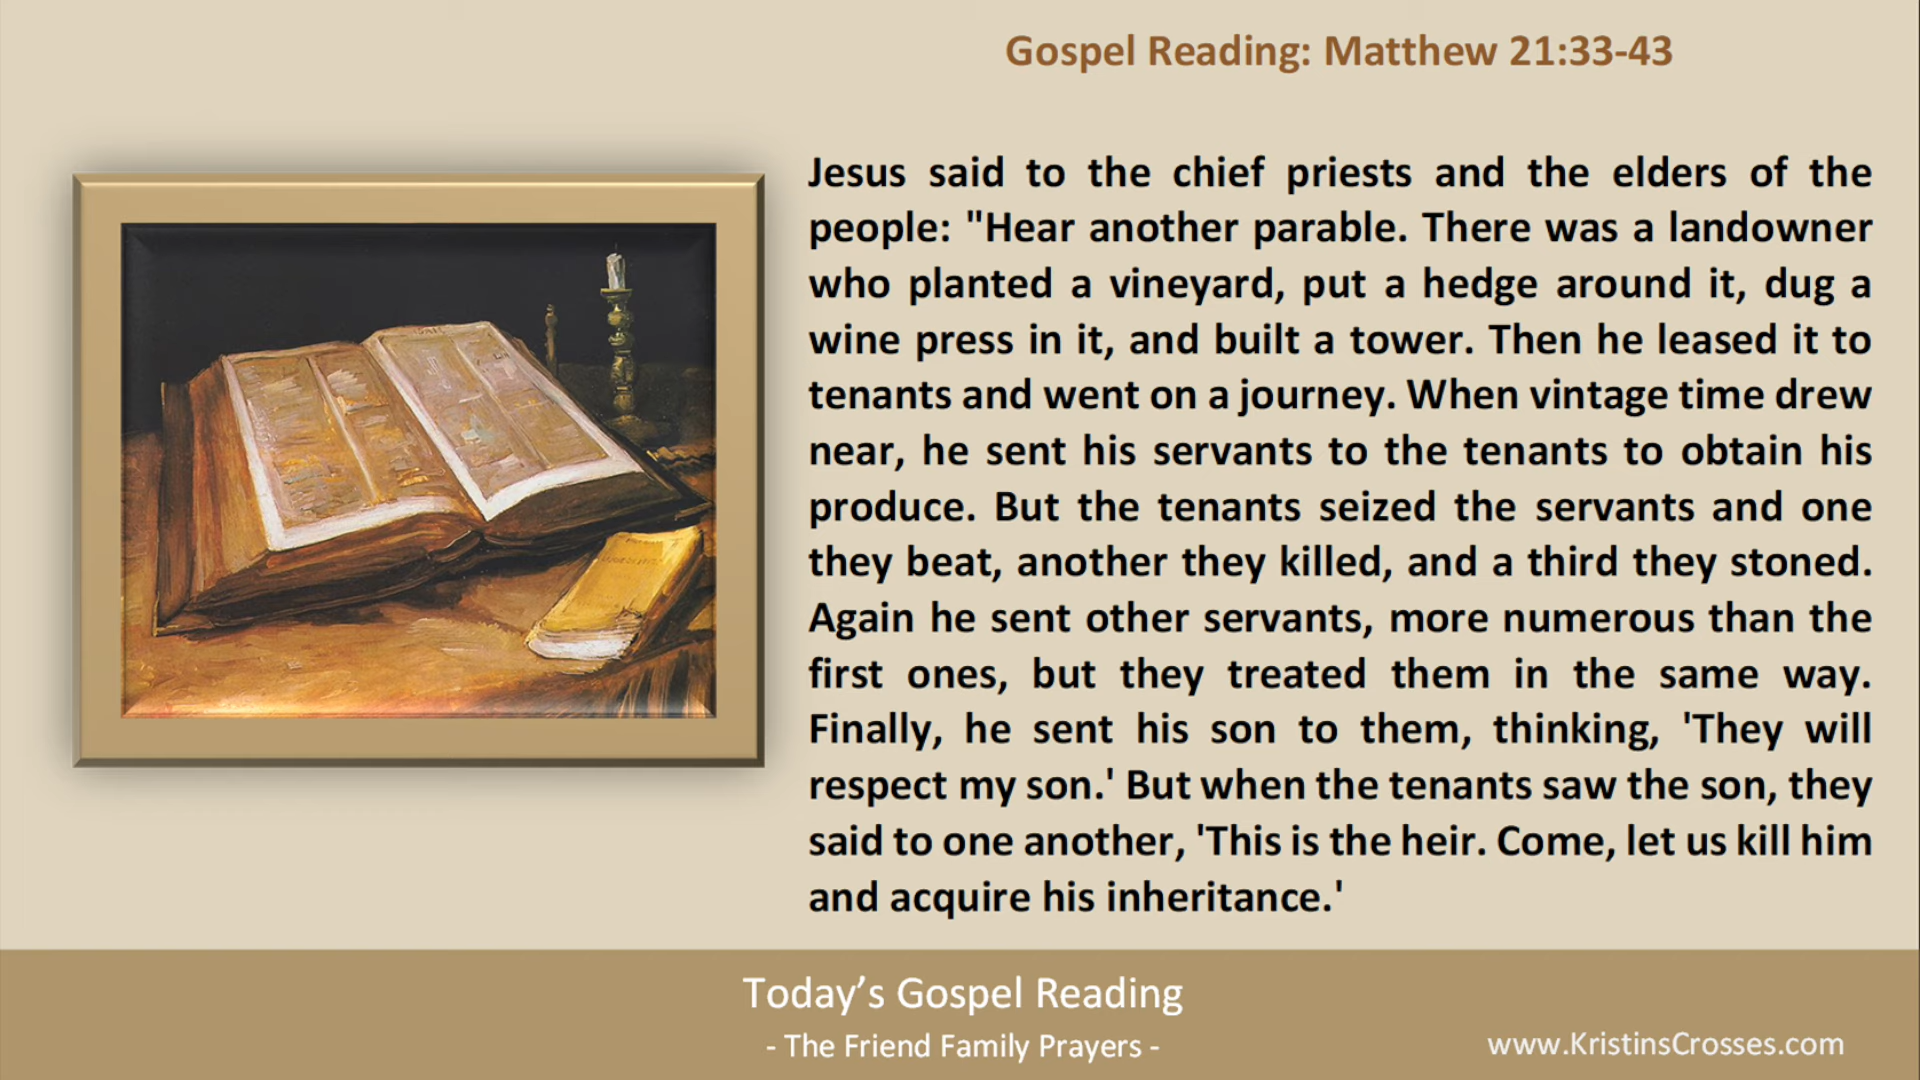 Gospel Reading: Matthew 21:33-43
Jesus said to the chief priests and the elders of the
people: "Hear another parable. There was a landowner
who planted a vineyard, put a hedge around it, dug a
wine press in it, and built a tower. Then he leased it to
tenants and went on a journey. When vintage time drew
near, he sent his servants to the tenants to obtain his
produce. But the tenants seized the servants and one
they beat, another they killed, and a third they stoned.
Again he sent other servants, more numerous than the
first ones, but they treated them in the same way.
Finally, he sent his son to them, thinking, 'They will
respect my son.' But when the tenants saw the son, they
said to one another, 'This is the heir. Come, let us kill him
and acquire his inheritance.'
Today’s Gospel Reading
- The Friend Family Prayers -
www.KristinsCrosses.com